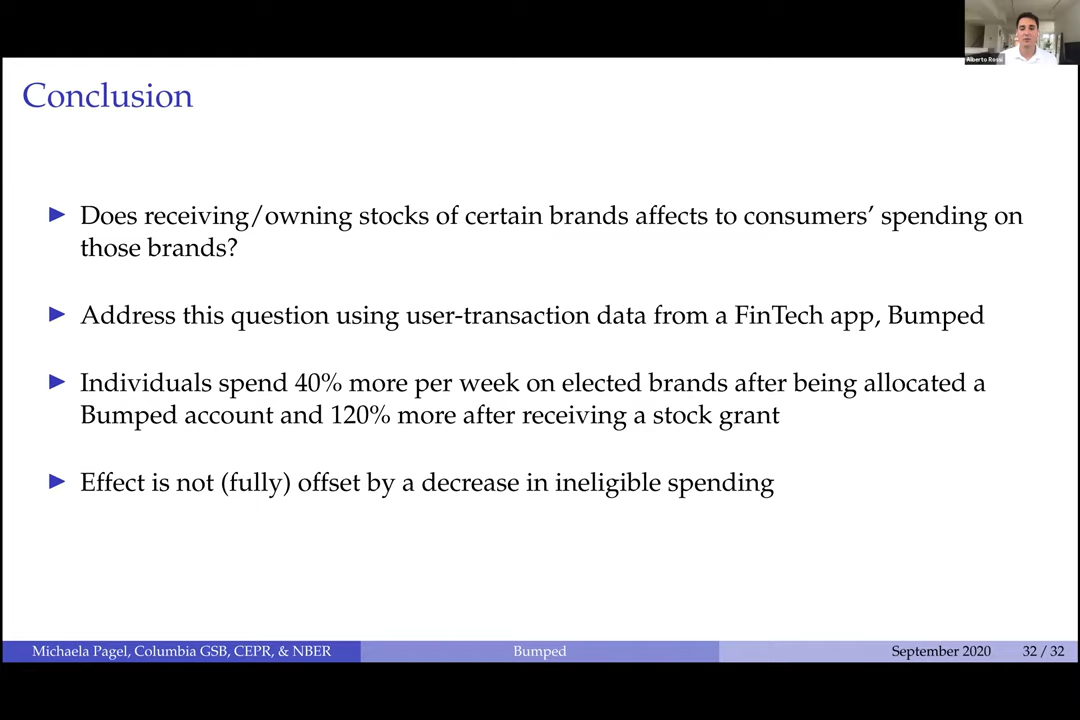 Alberto Rossi
Conclusion
▶ Does receiving/owning stocks of certain brands affects to consumers’ spending on
those brands?
▶ Address this question using user-transaction data from a FinTech app, Bumped
▶ Individuals spend 40% more per week on elected brands after being allocated a
Bumped account and 120% more after receiving a stock grant
▶ Effect is not (fully) offset by a decrease in ineligible spending
Michaela Pagel, Columbia GSB, CEPR, & NBER
Bumped
September 2020
32 / 32